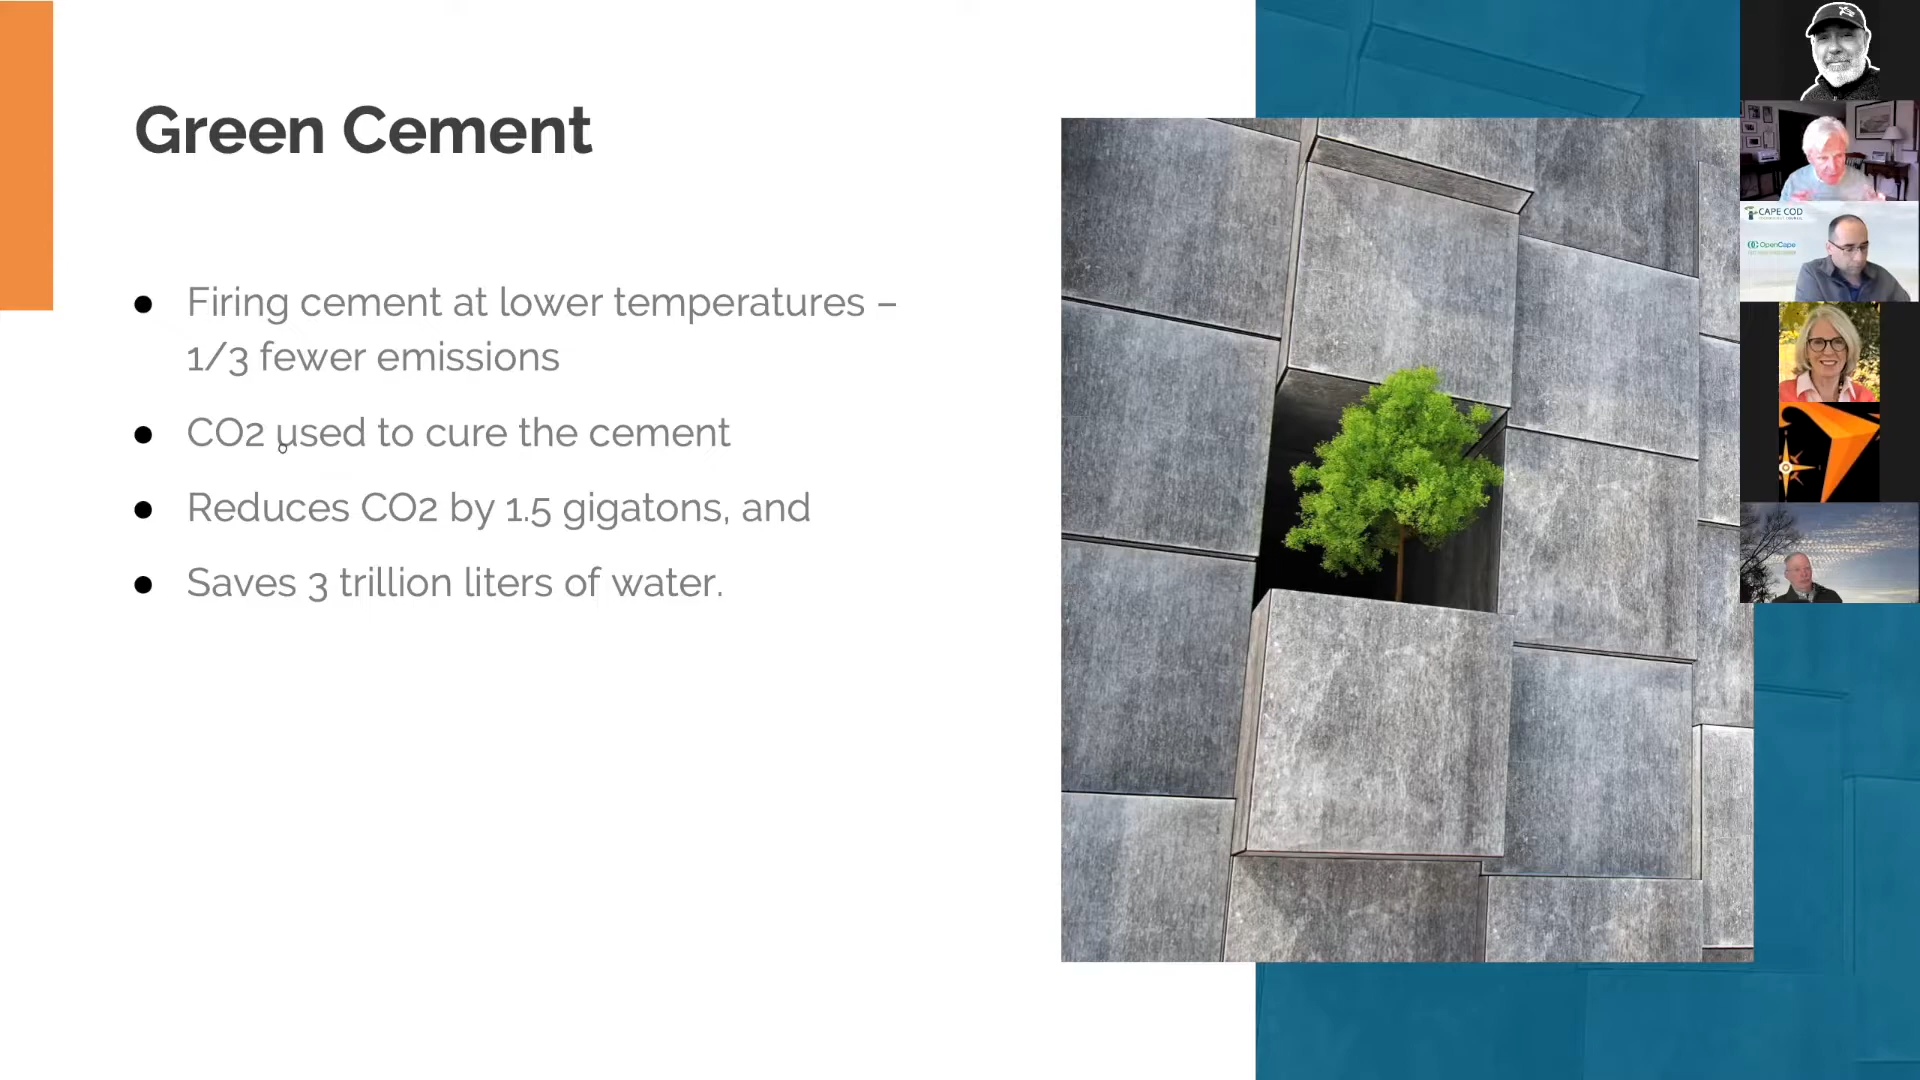 Green Cement
● Firing cement at lower temperatures –
1/3 fewer emissions
● CO2 used to cure the cement
● Reduces CO2 by 1.5 gigatons, and
● Saves 3 trillion liters of water.
CAPE COD
OpenCape